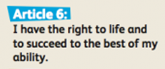 Article 6:
I have the right to life and
to succeed to the best of my
ability.